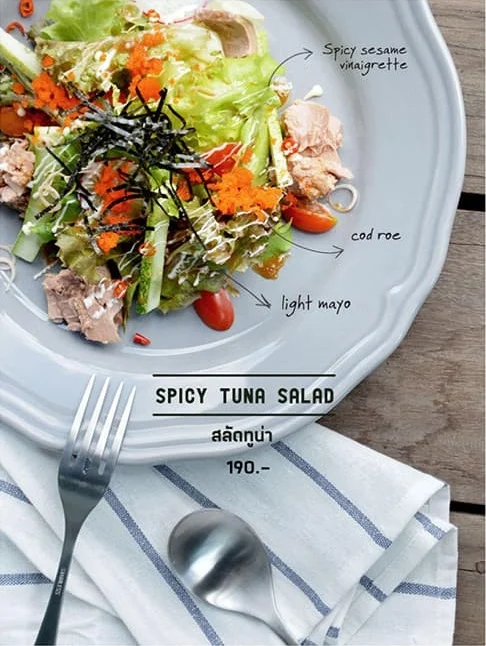 Spicy sesame
vinaigrette
cod roe
light mayo
SPICY TUNA SALAD
สลัดทูน่า
190.-